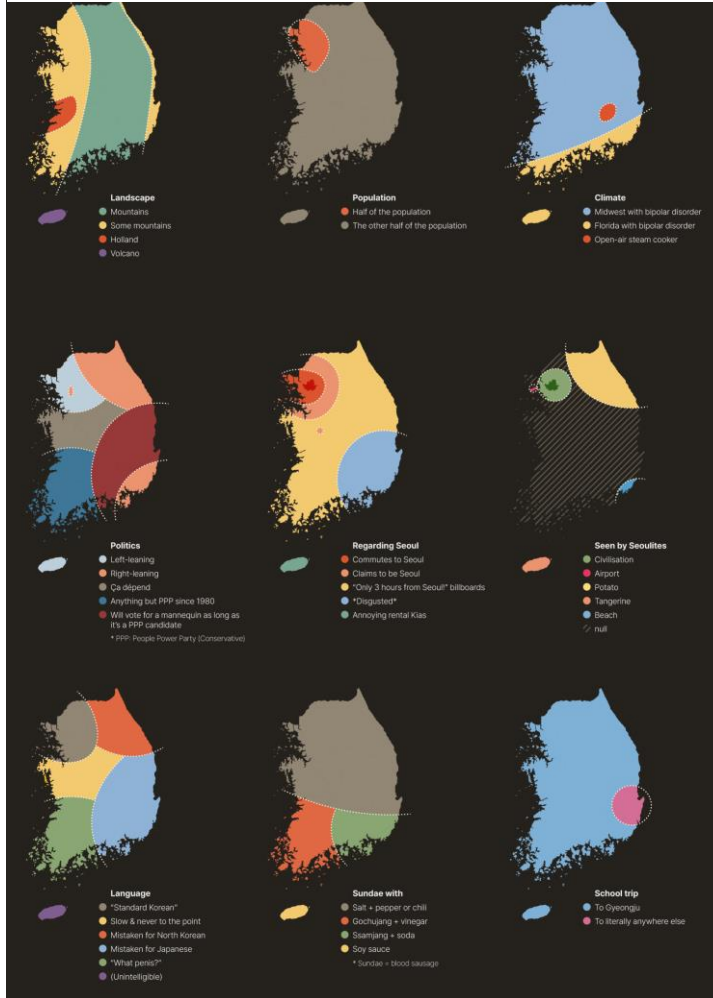 Landscape
Mountains
Some mountains
Holland
Volcano
Population
Half of the population
The other half of the population
Climate
Midwest with bipolar disorder
Florida with bipolar disorder
Open-air steam cooker
Politics
Left-leaning
Right-leaning
Ça dépend
Anything but PPP since 1980
Will vote for a mannequin as long as
it's a PPP candidate
* PPP: People Power Party (Conservative)
Regarding Seoul
Commutes to Seoul
Claims to be Seoul
"Only 3 hours from Seoul!" billboards
*Disgusted*
Annoying rental Kias
Seen by Seoulites
Civilisation
Airport
Potato
Tangerine
Beach
null
Language
"Standard Korean"
Slow & never to the point
Mistaken for North Korean
Mistaken for Japanese
"What penis?"
(Unintelligible)
Sundae with
Salt + pepper or chili
Gochujang + vinegar
Ssamjang + soda
Soy sauce
* Sundae = blood sausage
School trip
To Gyeongju
To literally anywhere else